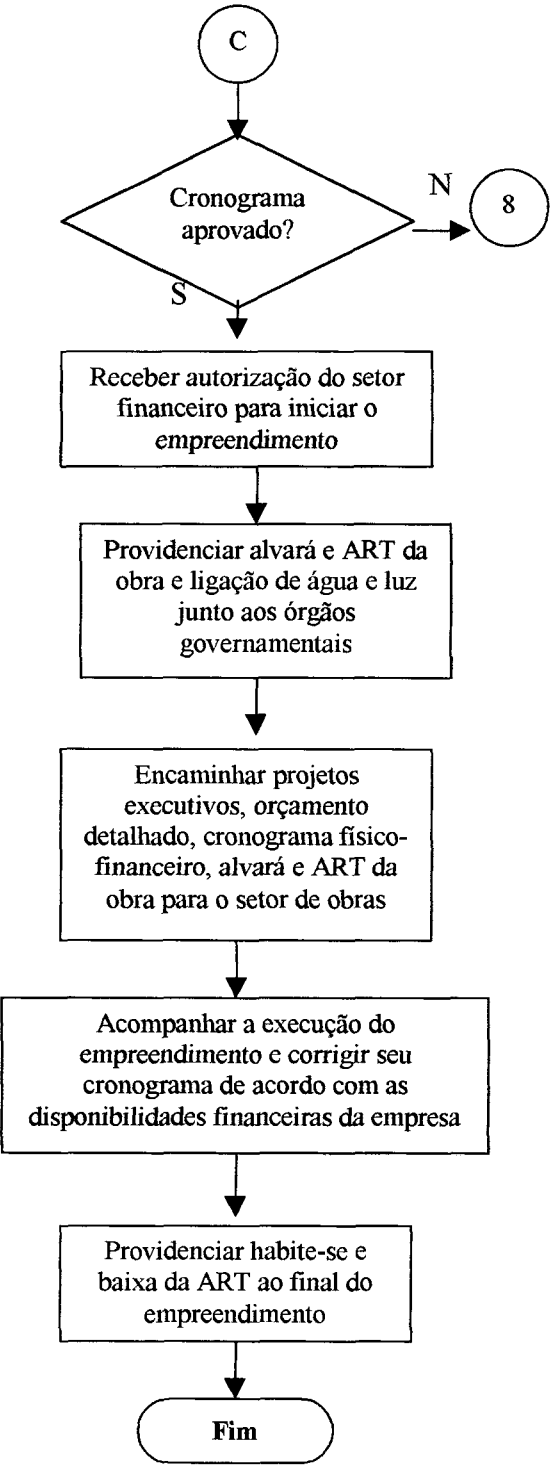 C
Cronograma
aprovado?
N
8
S
Receber autorização do setor
financeiro para iniciar o
empreendimento
Providenciar alvará e ART da
obra e ligação de água e luz
junto aos órgãos
governamentais
Encaminhar projetos
executivos, orçamento
detalhado, cronograma físico-
financeiro, alvará e ART da
obra para o setor de obras
Acompanhar a execução do
empreendimento e corrigir seu
cronograma de acordo com as
disponibilidades financeiras da empresa
Providenciar habite-se e
baixa da ART ao final do
empreendimento
Fim